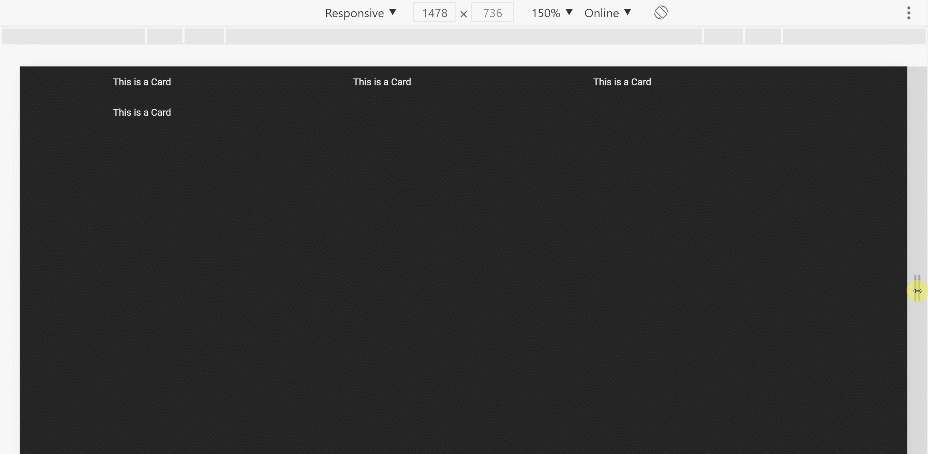 Responsive ▼ 1478 × 736 150% ▼ Online ▼
This is a Card This is a Card This is a Card
This is a Card